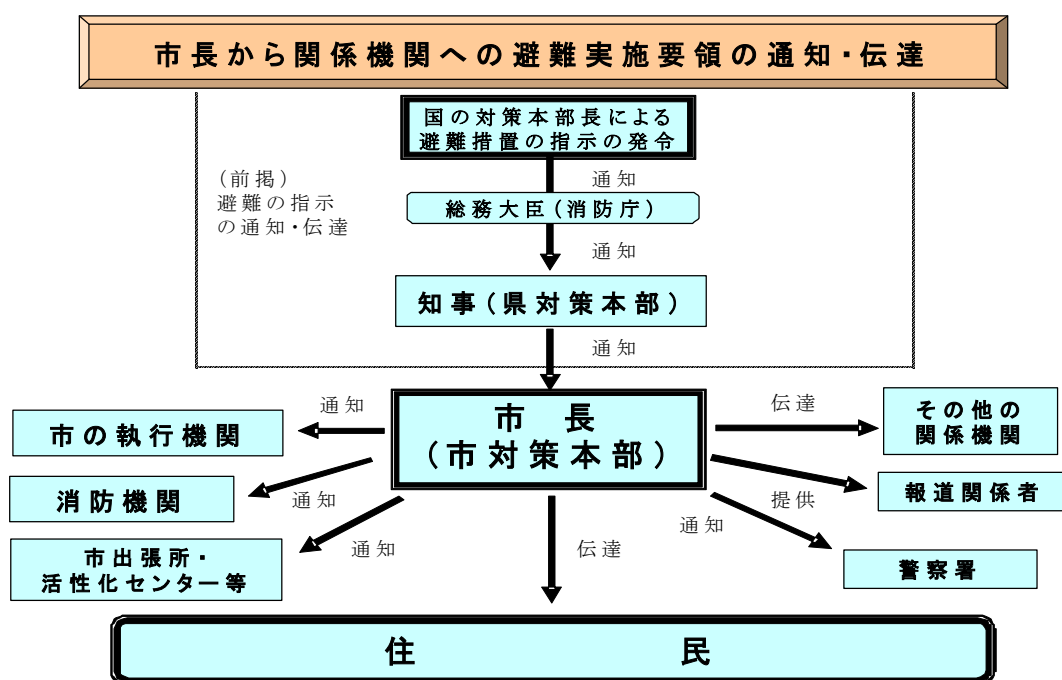 市長から関係機関への避難実施要領の通知・伝達
国の対策本部長による
避難措置の指示の発令
(前掲)
避難の指示
の通知・伝達
通知
総務大臣(消防庁)
通知
知事(県対策本部)
通知
市長
(市対策本部)
通知
市の執行機関
通知
消防機関
通知
市出張所・
活性化センター等
伝達
伝達
その他の
関係機関
提供
報道関係者
通知
警察署
住民